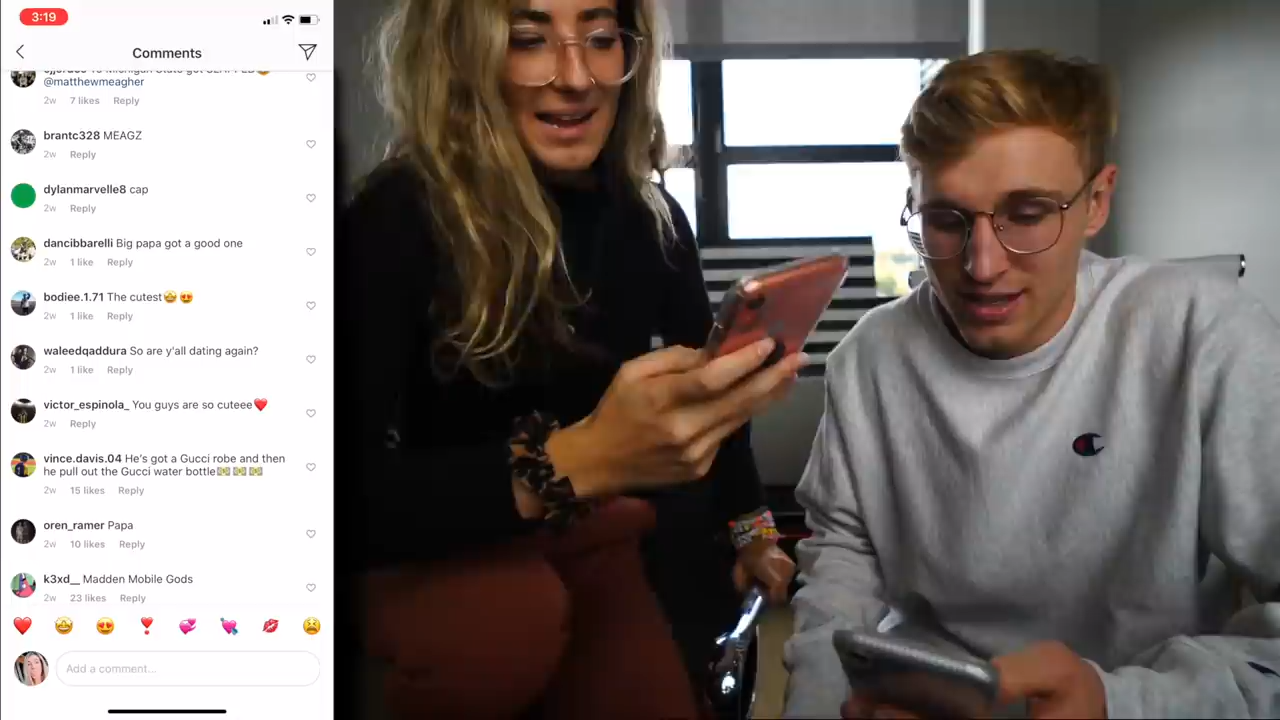 3:19
Comments
@matthewmeagher
2w 7 likes Reply
brantc328 MEAGZ
2w Reply
dylanmarvelle8 cap
2w Reply
dancibbarelli Big papa got a good one
2w 1 like Reply
bodiee.1.71 The cutest🤩😍
2w 1 like Reply
waleedqaddura So are y'all dating again?
2w 1 like Reply
victor_espinola_ You guys are so cuteee❤️
2w Reply
vince.davis.04 He's got a Gucci robe and then
he pull out the Gucci water bottle💵💵💵
2w 15 likes Reply
oren_ramer Papa
2w 10 likes Reply
k3xd__ Madden Mobile Gods
2w 23 likes Reply
Add a comment...